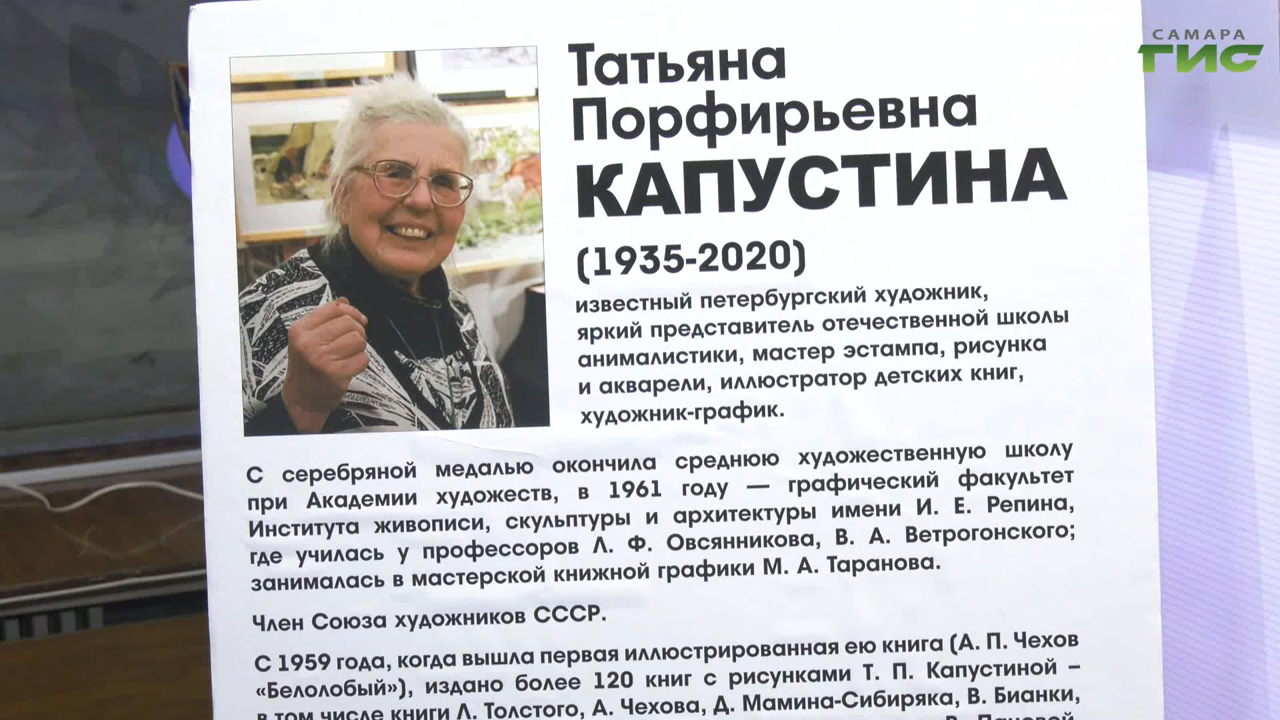 САМАРА
ГИС
Татьяна
Порфирьевна
КАПУСТИНА
(1935-2020)
известный петербургский художник,
яркий представитель отечественной школы
анималистики, мастер эстампа, рисунка
и акварели, иллюстратор детских книг,
художник-график.
С серебряной медалью окончила среднюю художественную школу
при Академии художеств, в 1961 году — графический факультет
Института живописи, скульптуры и архитектуры имени И. Е. Репина,
где училась у профессоров Л. Ф. Овсянникова, В. А. Ветрогонского;
занималась в мастерской книжной графики М. А. Таранова.
Член Союза художников СССР.
С 1959 года, когда вышла первая иллюстрированная ею книга (А. П. Чехов
«Белолобый»), издано более 120 книг с рисунками Т. П. Капустиной –
в том числе книги Л. Толстого, А. Чехова, Д. Мамина-Сибиряка, В. Бианки,